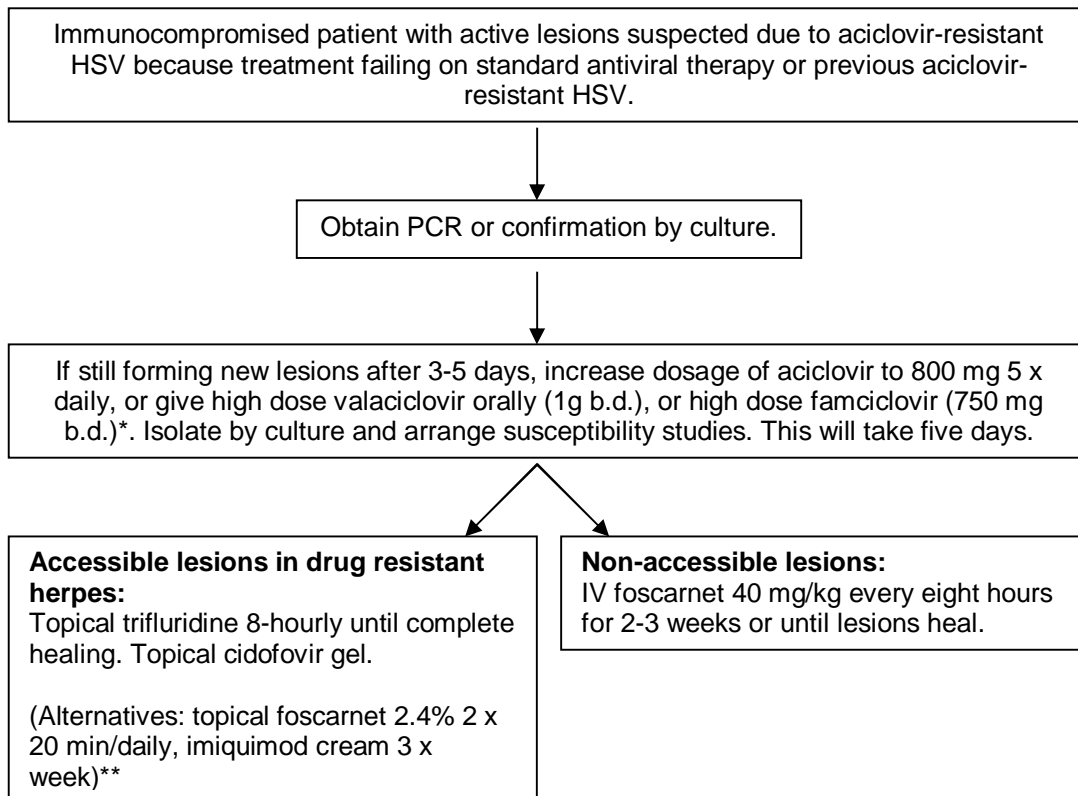 Immunocompromised patient with active lesions suspected due to aciclovir-resistant
HSV because treatment failing on standard antiviral therapy or previous aciclovir-
resistant HSV.
Obtain PCR or confirmation by culture.
If still forming new lesions after 3-5 days, increase dosage of aciclovir to 800 mg 5 x
daily, or give high dose valaciclovir orally (1g b.d.), or high dose famciclovir (750 mg
b.d.)*. Isolate by culture and arrange susceptibility studies. This will take five days.
Accessible lesions in drug resistant
herpes:
Topical trifluridine 8-hourly until complete
healing. Topical cidofovir gel.
(Alternatives: topical foscarnet 2.4% 2 x
20 min/daily, imiquimod cream 3 x
week)**
Non-accessible lesions:
IV foscarnet 40 mg/kg every eight hours
for 2-3 weeks or until lesions heal.